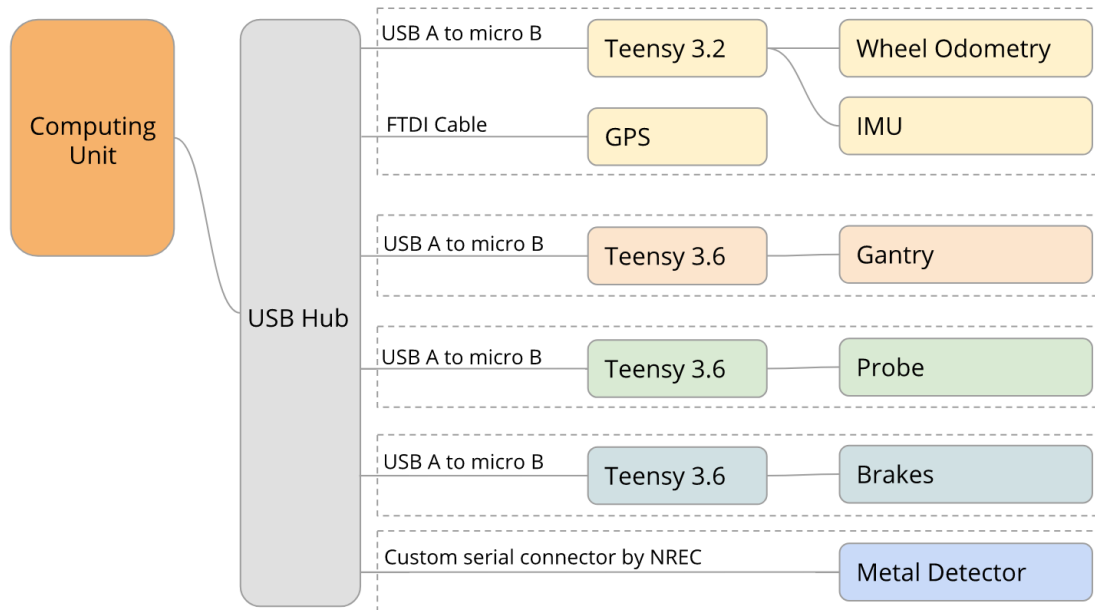 Computing
Unit
USB Hub
USB A to micro B
Teensy 3.2
Wheel Odometry
IMU
FTDI Cable
GPS
USB A to micro B
Teensy 3.6
Gantry
USB A to micro B
Teensy 3.6
Probe
USB A to micro B
Teensy 3.6
Brakes
Custom serial connector by NREC
Metal Detector